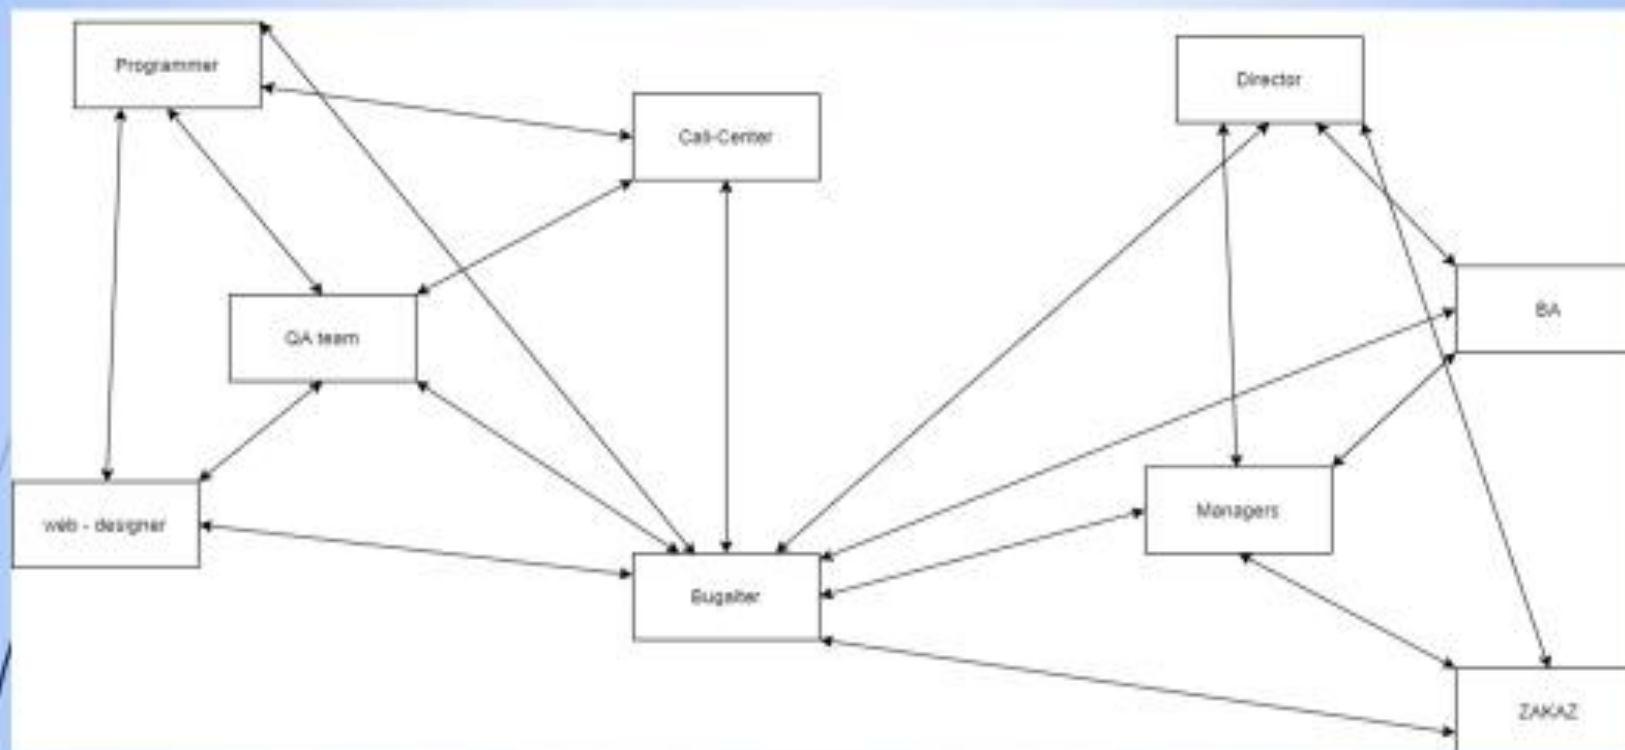 Programmer
Director
Call-Center
BA
QA team
Managers
web - designer
Bugalter
ZAKAZ